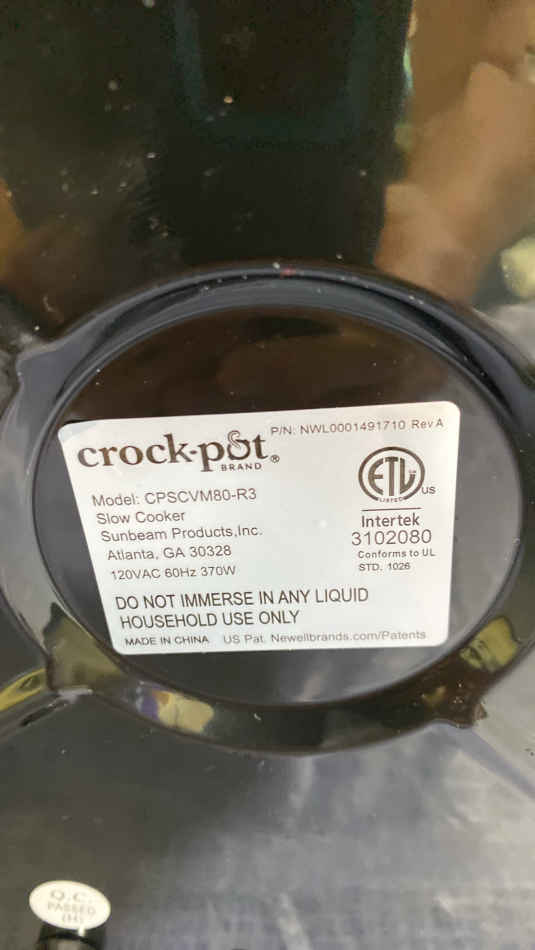 P/N: NWL0001491710 Rev A
crock-pot®
BRAND
ETL
LISTED
US
Intertek
3102080
Conforms to UL
STD. 1026
Model: CPSCVM80-R3
Slow Cooker
Sunbeam Products,Inc.
Atlanta, GA 30328
120VAC 60Hz 370W
DO NOT IMMERSE IN ANY LIQUID
HOUSEHOLD USE ONLY
MADE IN CHINA US Pat. Newellbrands.com/Patents
Q.C.
PASSED
(H)